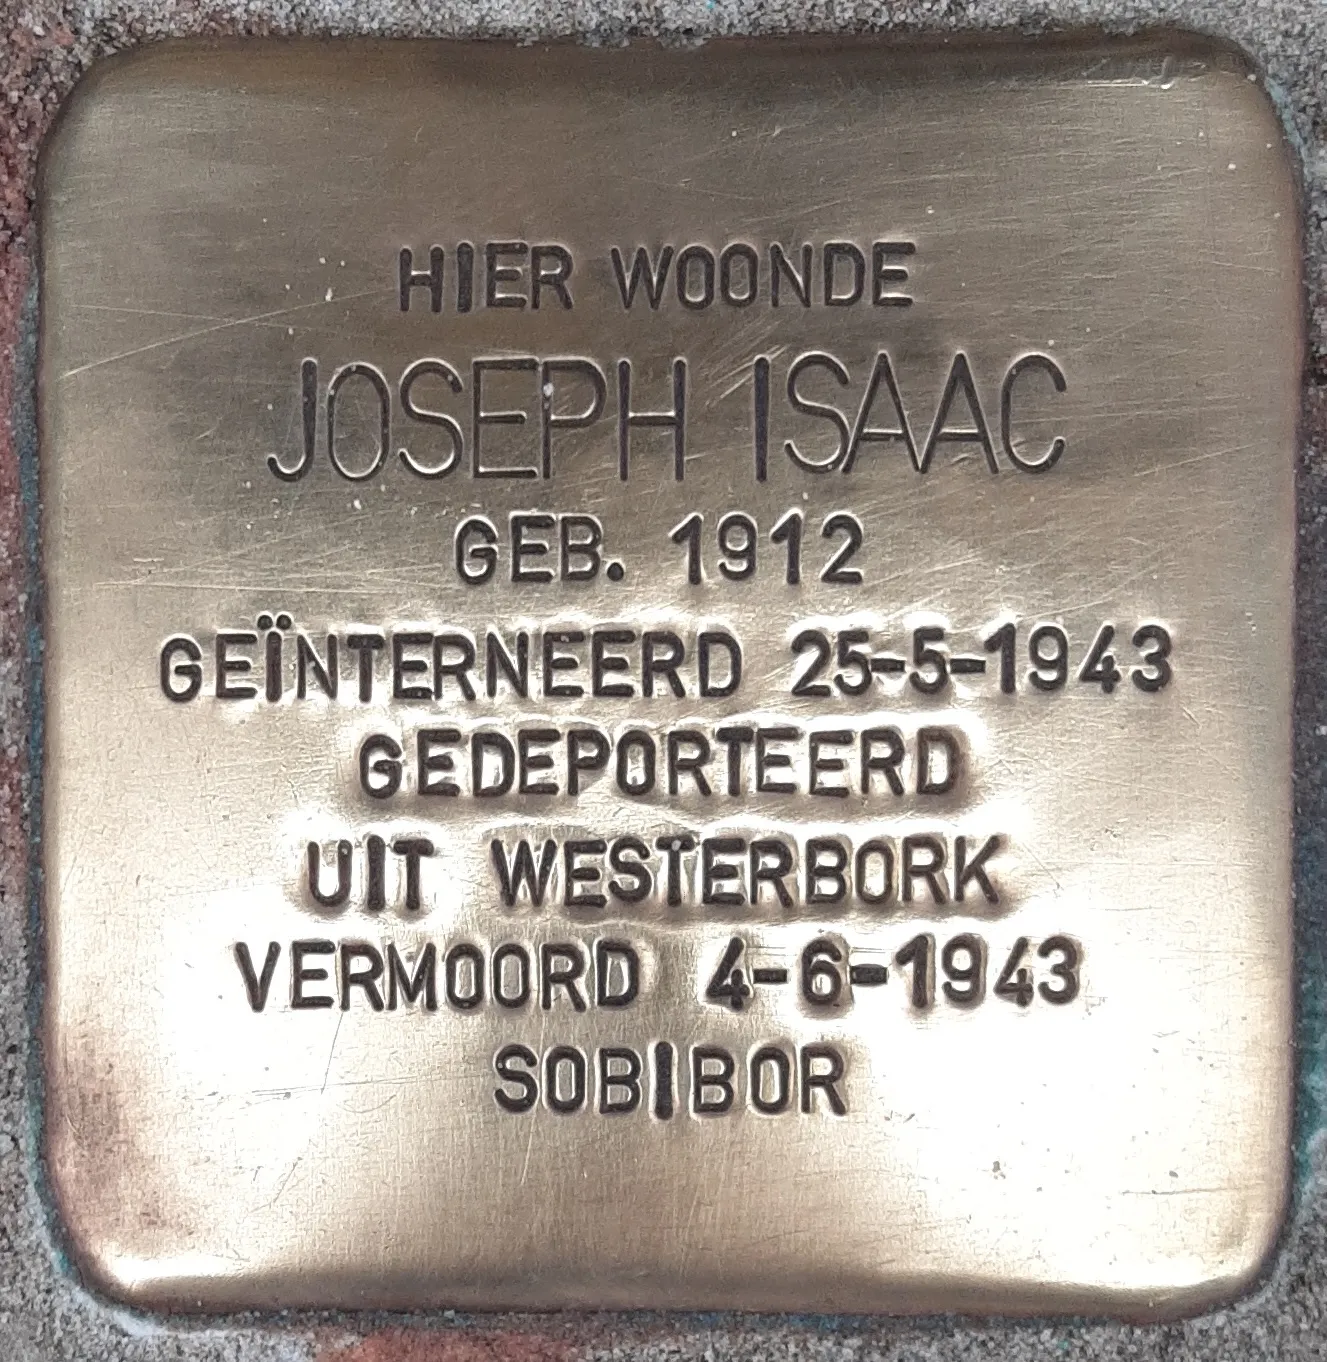 HIER WOONDE
JOSEPH ISAAC
GEB. 1912
GEÏNTERNEERD 25-5-1943
GEDEPORTEERD
UIT WESTERBORK
VERMOORD 4-6-1943
SOBIBOR